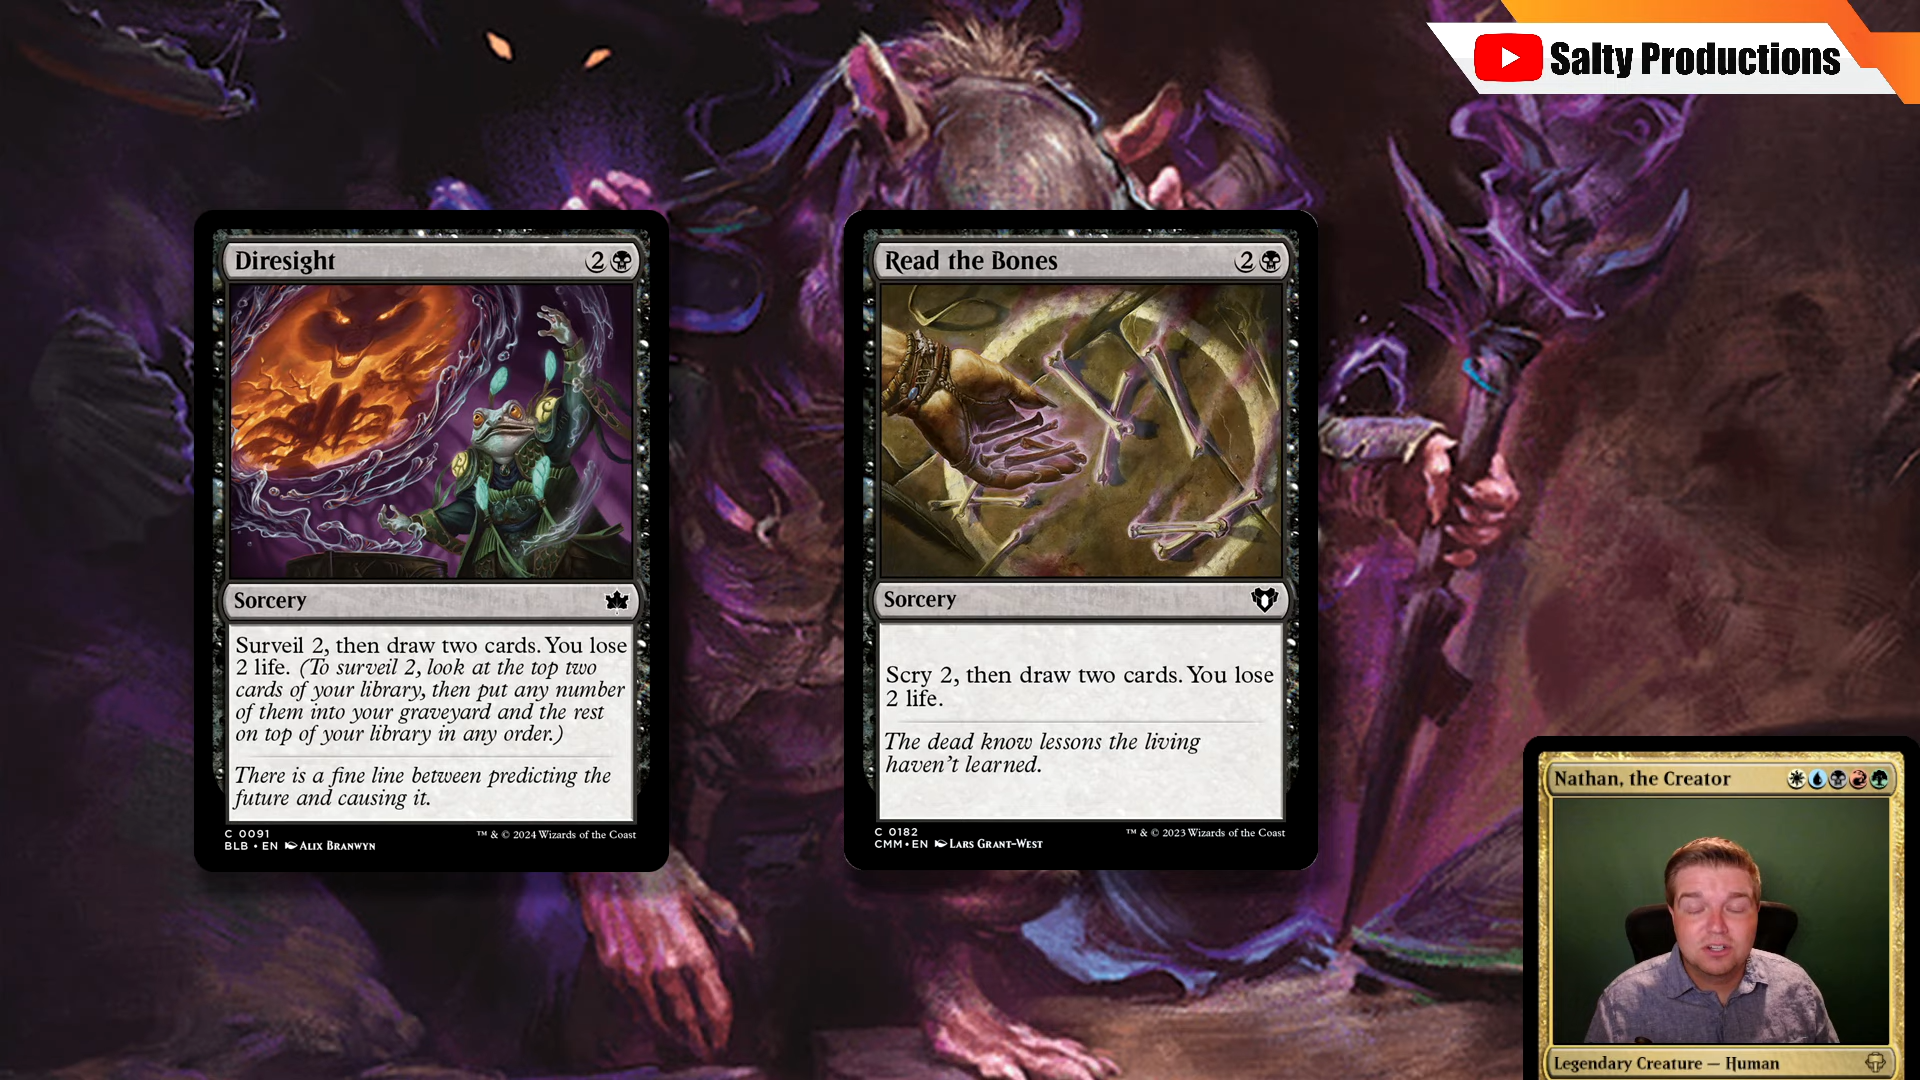 Salty Productions
Diresight 2
Sorcery
Surveil 2, then draw two cards. You lose
2 life. (To surveil 2, look at the top two
cards of your library, then put any number
of them into your graveyard and the rest
on top of your library in any order.)
There is a fine line between predicting the
future and causing it.
C 0091
BLB • EN ALIX BRANWYN
™ & © 2024 Wizards of the Coast
Read the Bones 2
Sorcery
Scry 2, then draw two cards. You lose
2 life.
The dead know lessons the living
haven't learned.
C 0182
CMM • EN LARS GRANT-WEST
™ & © 2023 Wizards of the Coast
Nathan, the Creator
Legendary Creature — Human